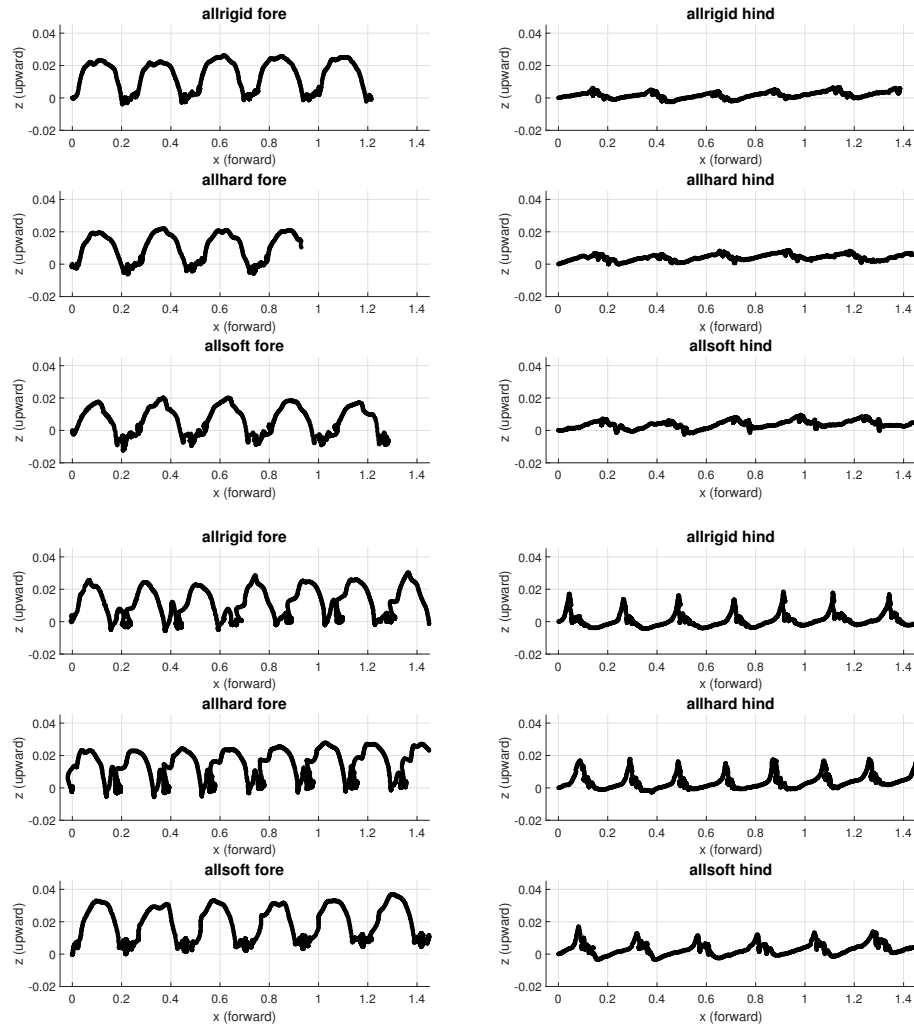 allrigid fore
z (upward)
0.04
0.02
0
-0.02
0 0.2 0.4 0.6 0.8 1 1.2 1.4
x (forward)
allrigid hind
z (upward)
0.04
0.02
0
-0.02
0 0.2 0.4 0.6 0.8 1 1.2 1.4
x (forward)
allhard fore
z (upward)
0.04
0.02
0
-0.02
0 0.2 0.4 0.6 0.8 1 1.2 1.4
x (forward)
allhard hind
z (upward)
0.04
0.02
0
-0.02
0 0.2 0.4 0.6 0.8 1 1.2 1.4
x (forward)
allsoft fore
z (upward)
0.04
0.02
0
-0.02
0 0.2 0.4 0.6 0.8 1 1.2 1.4
x (forward)
allsoft hind
z (upward)
0.04
0.02
0
-0.02
0 0.2 0.4 0.6 0.8 1 1.2 1.4
x (forward)
allrigid fore
z (upward)
0.04
0.02
0
-0.02
0 0.2 0.4 0.6 0.8 1 1.2 1.4
x (forward)
allrigid hind
z (upward)
0.04
0.02
0
-0.02
0 0.2 0.4 0.6 0.8 1 1.2 1.4
x (forward)
allhard fore
z (upward)
0.04
0.02
0
-0.02
0 0.2 0.4 0.6 0.8 1 1.2 1.4
x (forward)
allhard hind
z (upward)
0.04
0.02
0
-0.02
0 0.2 0.4 0.6 0.8 1 1.2 1.4
x (forward)
allsoft fore
z (upward)
0.04
0.02
0
-0.02
0 0.2 0.4 0.6 0.8 1 1.2 1.4
x (forward)
allsoft hind
z (upward)
0.04
0.02
0
-0.02
0 0.2 0.4 0.6 0.8 1 1.2 1.4
x (forward)